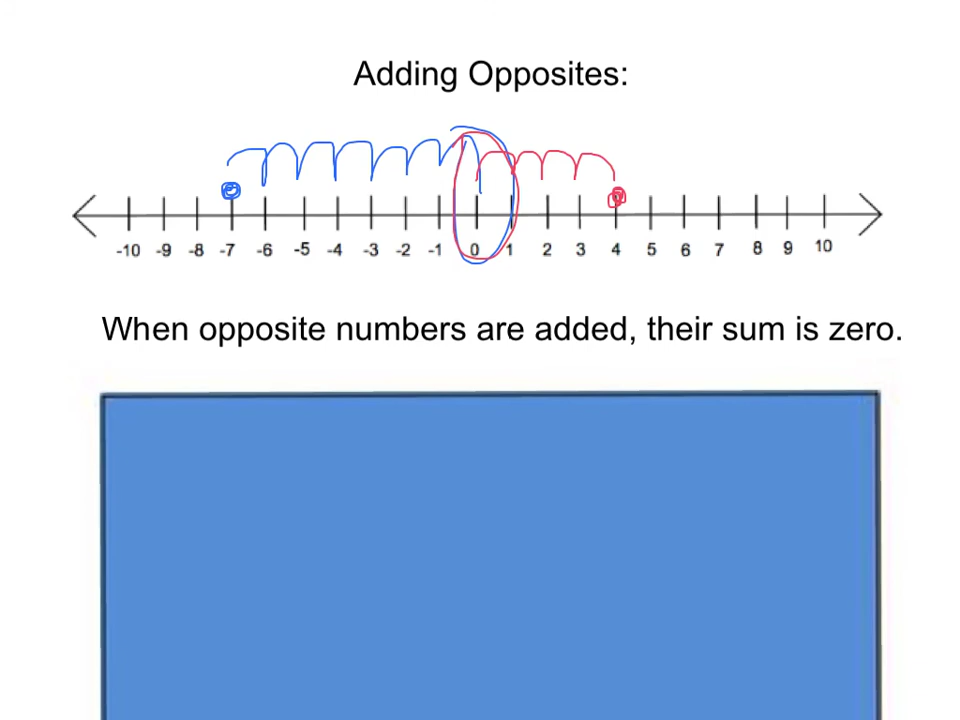 Adding Opposites:
-10 -9 -8 -7 -6 -5 -4 -3 -2 -1 0 1 2 3 4 5 6 7 8 9 10
When opposite numbers are added, their sum is zero.